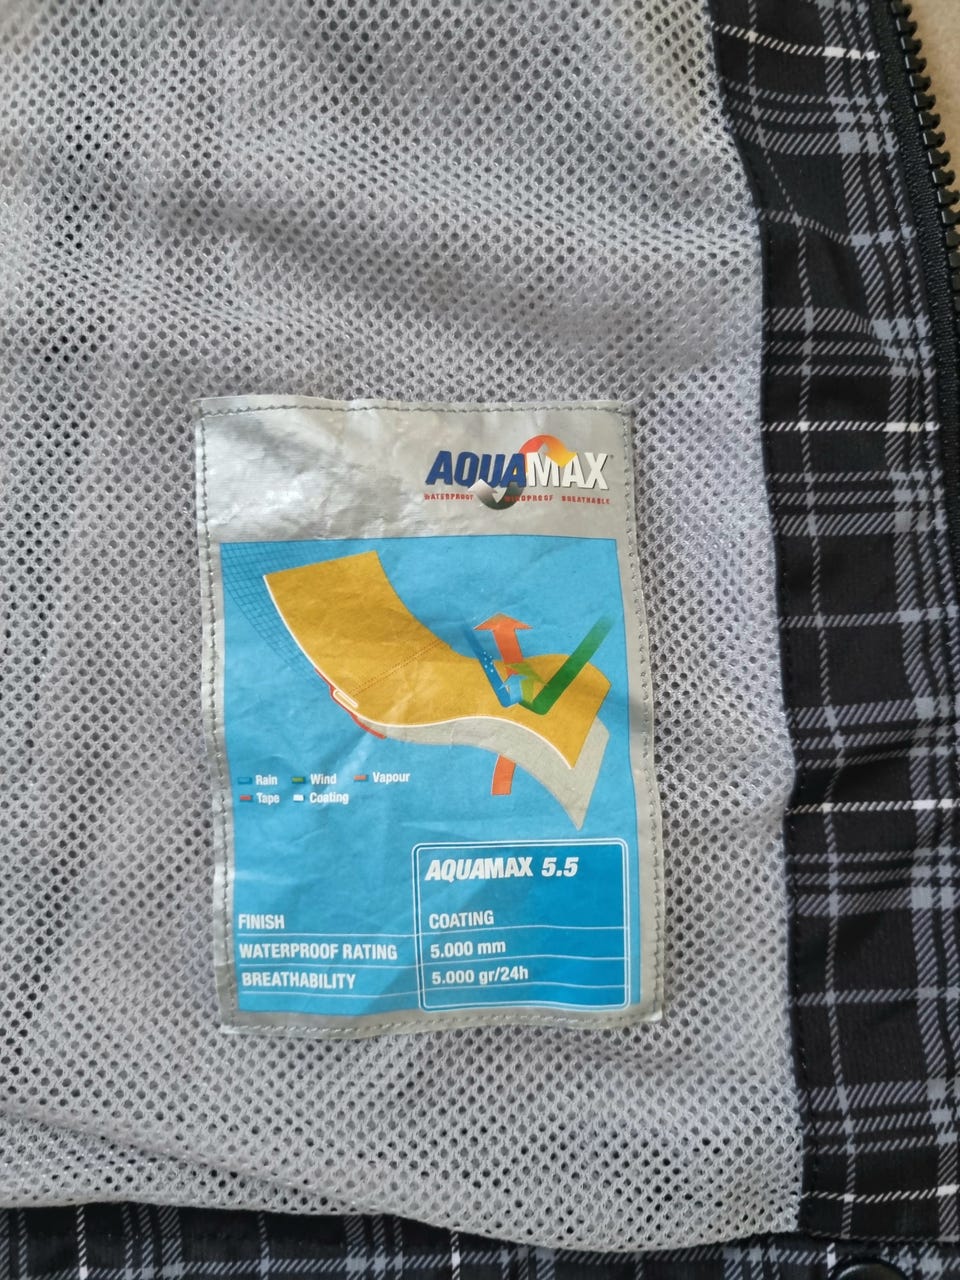 AQUAMAX
WATERPROOF WINDPROOF BREATHABLE
Rain Wind Vapour
Tape Coating
AQUAMAX 5.5
FINISH COATING
WATERPROOF RATING 5.000 mm
BREATHABILITY 5.000 gr/24h